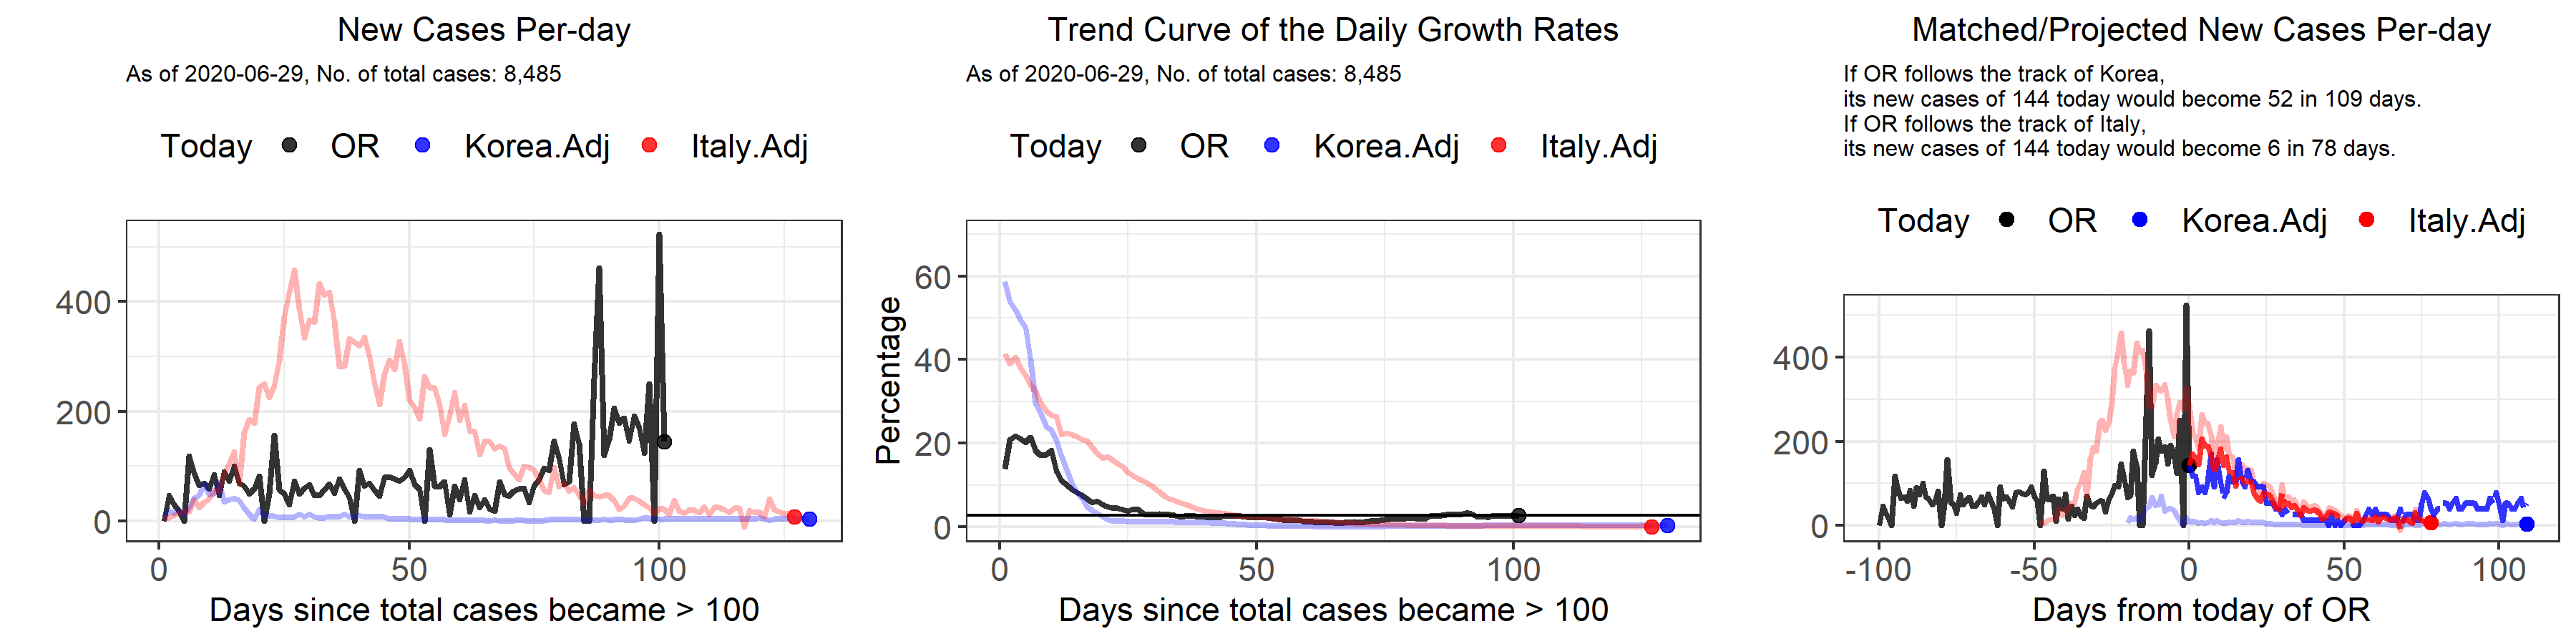 New Cases Per-day
As of 2020-06-29, No. of total cases: 8,485
Today OR Korea.Adj Italy.Adj
400
200
0
0 50 100
Days since total cases became > 100
Trend Curve of the Daily Growth Rates
As of 2020-06-29, No. of total cases: 8,485
Today OR Korea.Adj Italy.Adj
Percentage
60
40
20
0
0 50 100
Days since total cases became > 100
Matched/Projected New Cases Per-day
If OR follows the track of Korea,
its new cases of 144 today would become 52 in 109 days.
If OR follows the track of Italy,
its new cases of 144 today would become 6 in 78 days.
Today OR Korea.Adj Italy.Adj
400
200
0
-100 -50 0 50 100
Days from today of OR